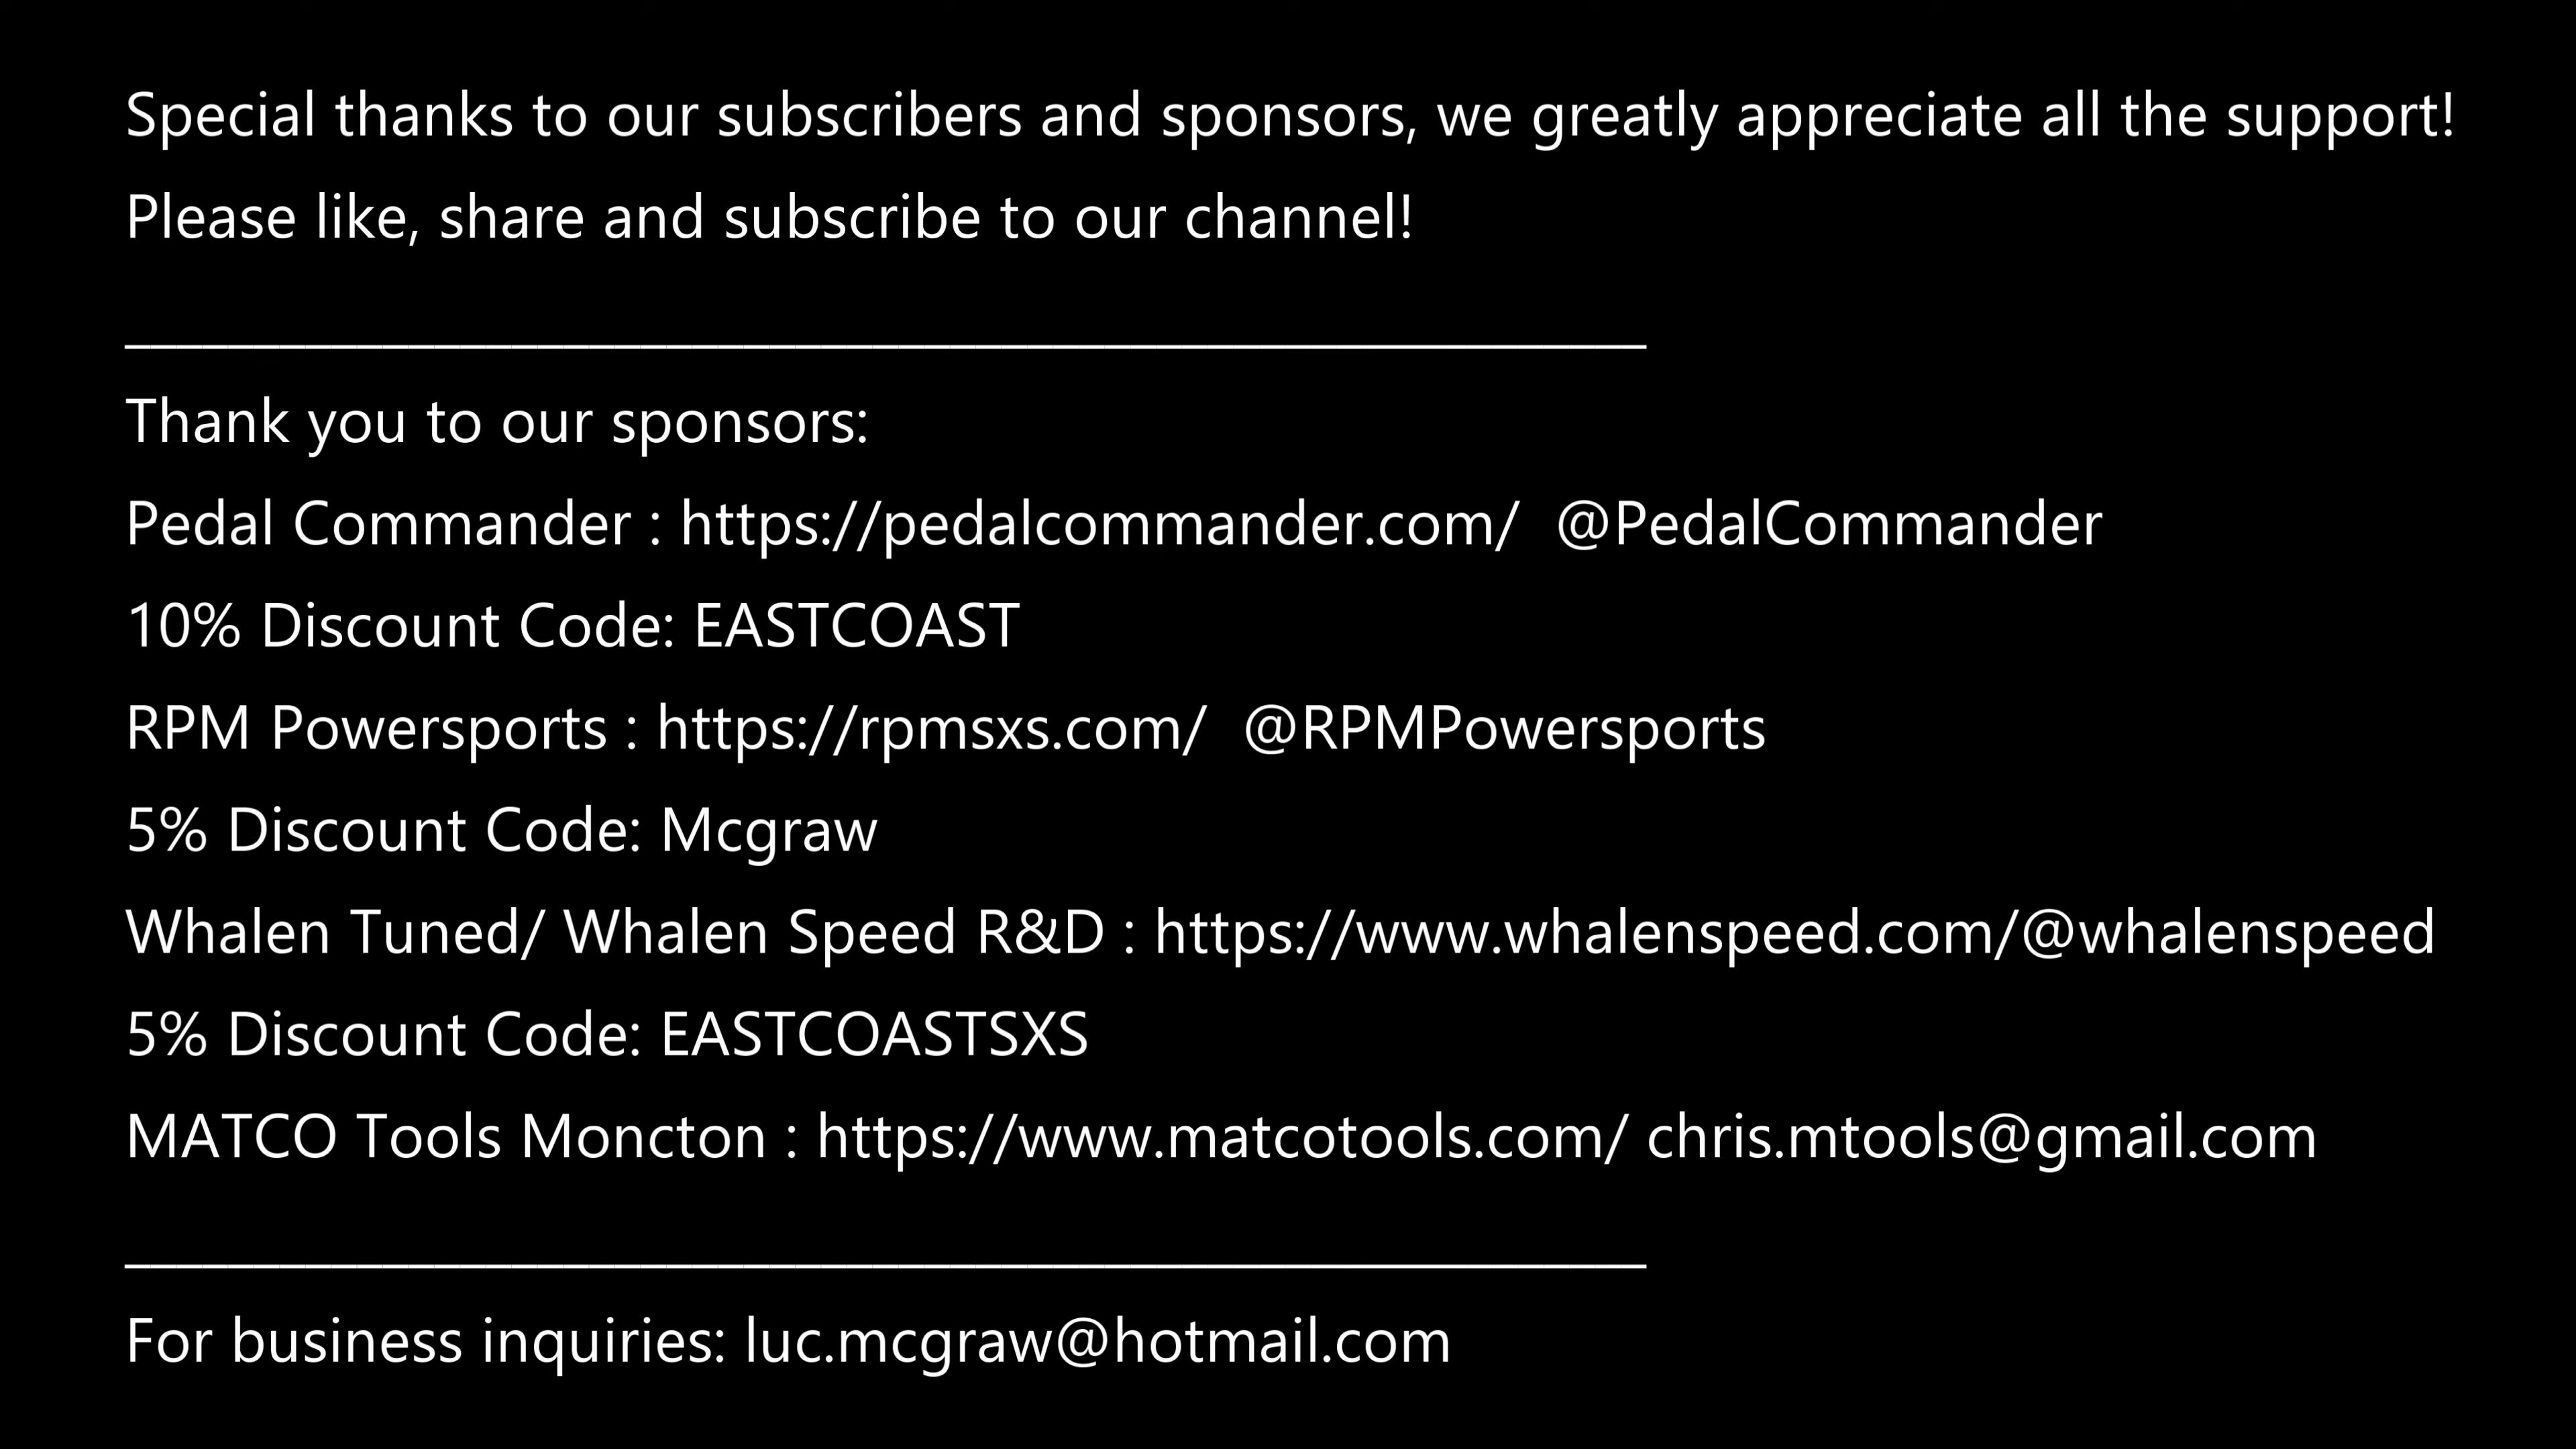 Special thanks to our subscribers and sponsors, we greatly appreciate all the support!
Please like, share and subscribe to our channel!
___________________________________________________________
Thank you to our sponsors:
Pedal Commander : https://pedalcommander.com/  @PedalCommander
10% Discount Code: EASTCOAST
RPM Powersports : https://rpmsxs.com/  @RPMPowersports
5% Discount Code: Mcgraw
Whalen Tuned/ Whalen Speed R&D : https://www.whalenspeed.com/@whalenspeed
5% Discount Code: EASTCOASTSXS
MATCO Tools Moncton : https://www.matcotools.com/ chris.mtools@gmail.com
___________________________________________________________
For business inquiries: luc.mcgraw@hotmail.com